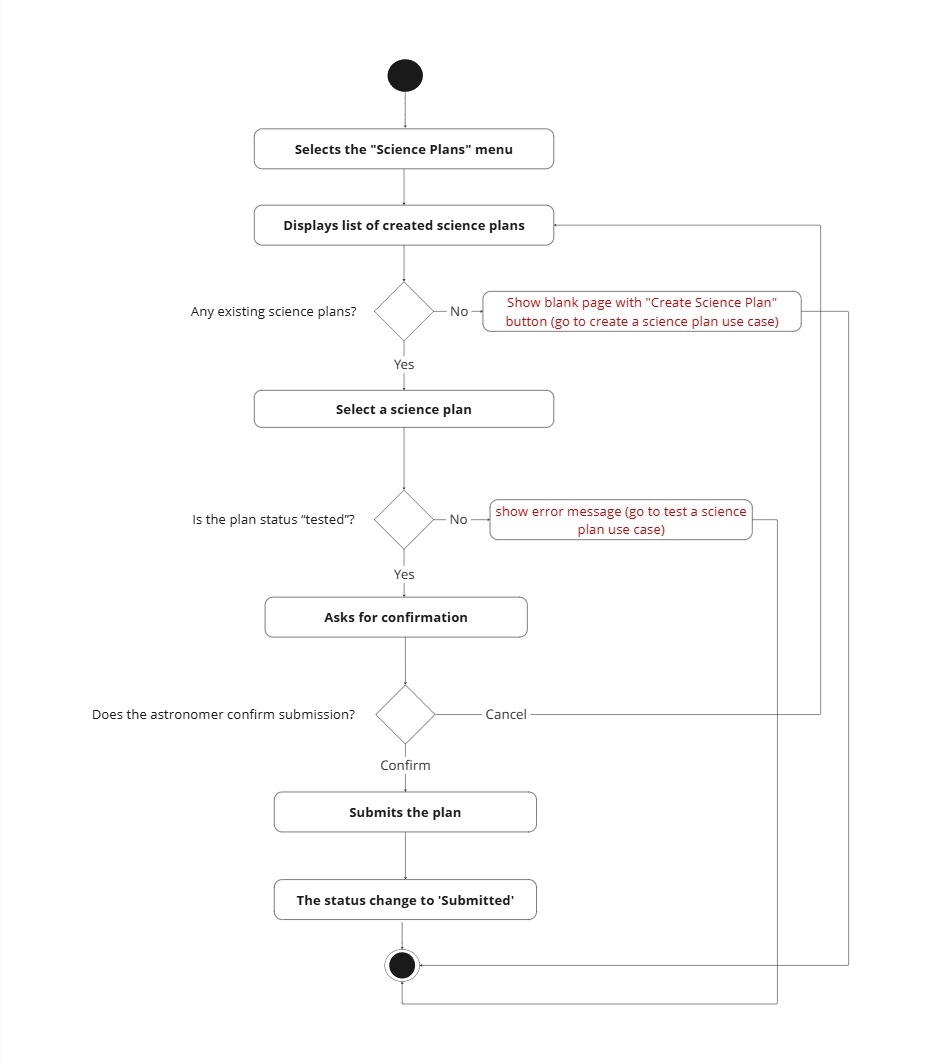 Selects the "Science Plans" menu
Displays list of created science plans
Any existing science plans?
No
Show blank page with "Create Science Plan"
button (go to create a science plan use case)
Yes
Select a science plan
Is the plan status “tested”?
No
show error message (go to test a science
plan use case)
Yes
Asks for confirmation
Does the astronomer confirm submission?
Cancel
Confirm
Submits the plan
The status change to 'Submitted'